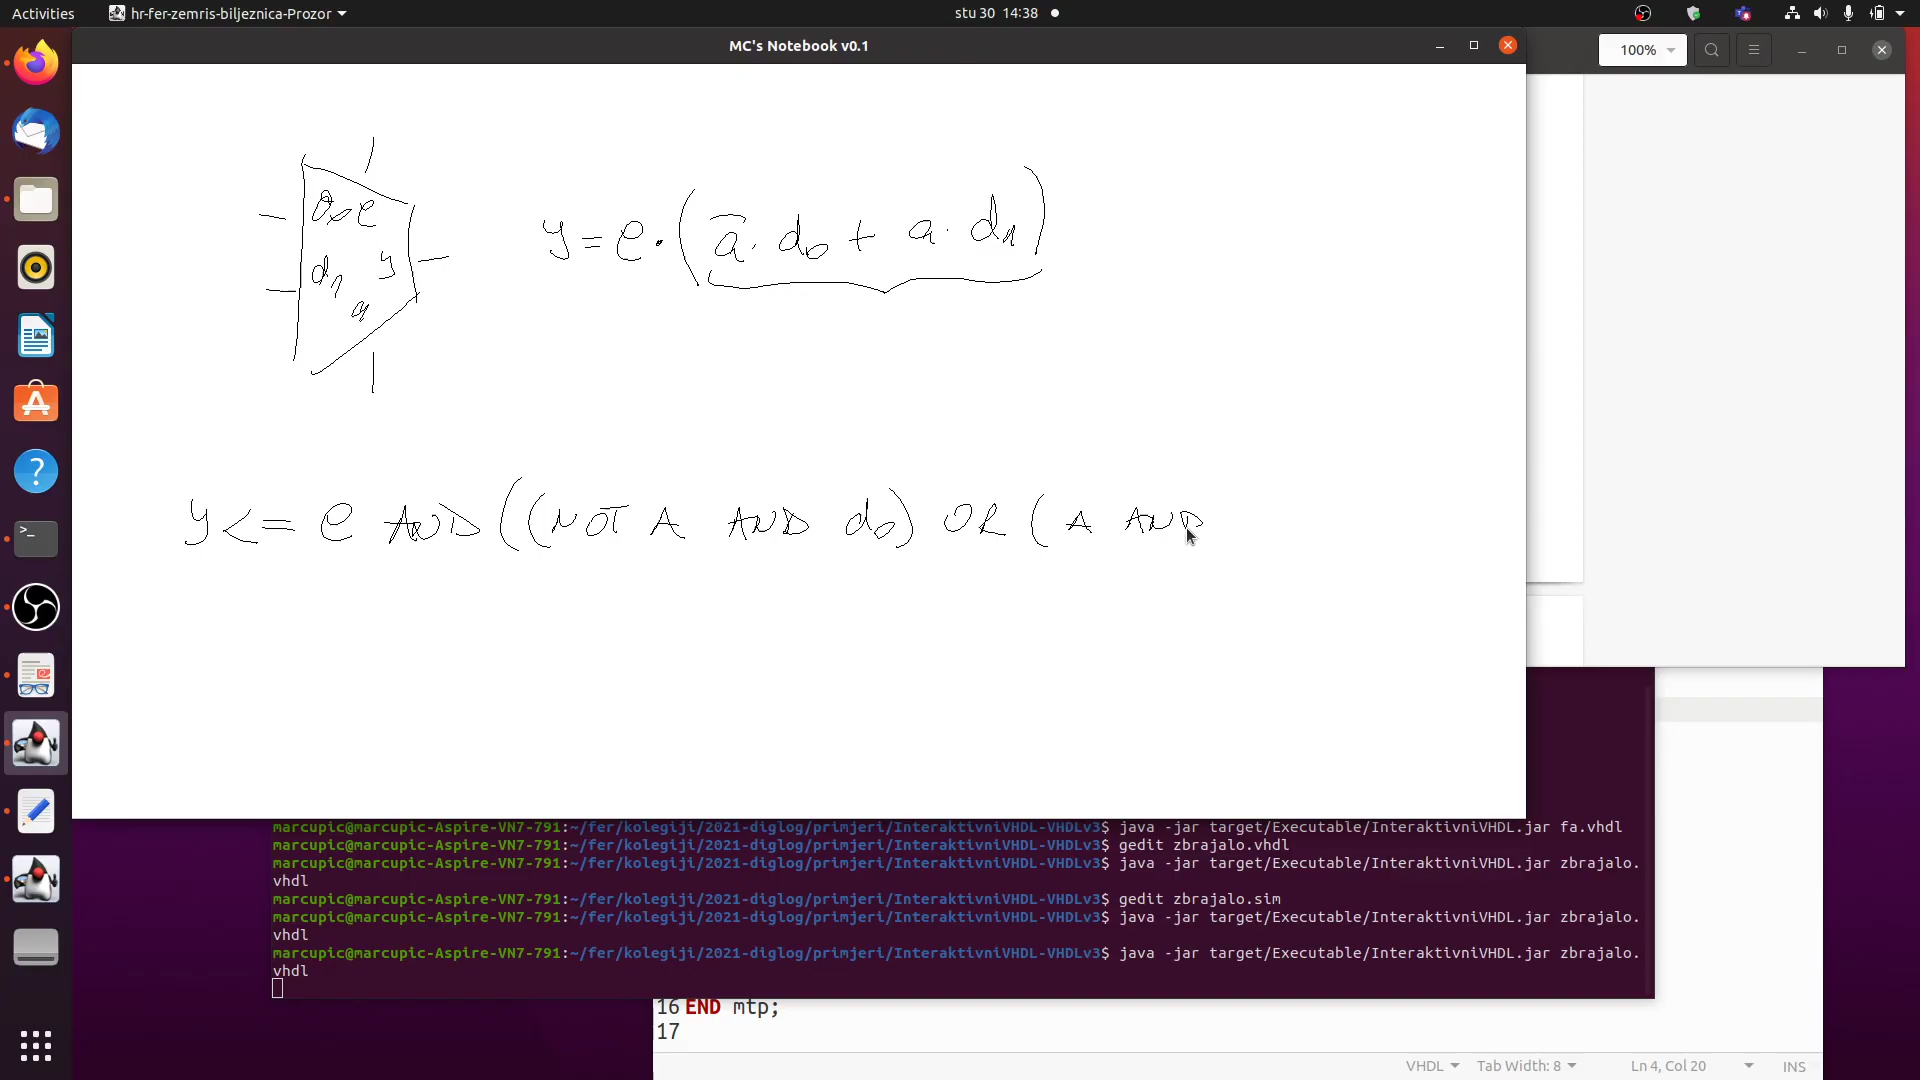 Activities hr-fer-zemris-biljeznica-Prozor stu 30 14:38
MC's Notebook v0.1
100%
d₀ e
d₁ y
a
y = e · ( a̅ · d₀ + a · d₁ )
y <= e AND ((NOT A AND d₀) OR (A AND
marcupic@marcupic-Aspire-VN7-791:~/fer/kolegiji/2021-diglog/primjeri/InteraktivniVHDL-VHDLv3$ java -jar target/Executable/InteraktivniVHDL.jar fa.vhdl
marcupic@marcupic-Aspire-VN7-791:~/fer/kolegiji/2021-diglog/primjeri/InteraktivniVHDL-VHDLv3$ gedit zbrajalo.vhdl
marcupic@marcupic-Aspire-VN7-791:~/fer/kolegiji/2021-diglog/primjeri/InteraktivniVHDL-VHDLv3$ java -jar target/Executable/InteraktivniVHDL.jar zbrajalo.
vhdl
marcupic@marcupic-Aspire-VN7-791:~/fer/kolegiji/2021-diglog/primjeri/InteraktivniVHDL-VHDLv3$ gedit zbrajalo.sim
marcupic@marcupic-Aspire-VN7-791:~/fer/kolegiji/2021-diglog/primjeri/InteraktivniVHDL-VHDLv3$ java -jar target/Executable/InteraktivniVHDL.jar zbrajalo.
vhdl
marcupic@marcupic-Aspire-VN7-791:~/fer/kolegiji/2021-diglog/primjeri/InteraktivniVHDL-VHDLv3$ java -jar target/Executable/InteraktivniVHDL.jar zbrajalo.
vhdl
16 END mtp;
17
VHDL Tab Width: 8 Ln 4, Col 20 INS